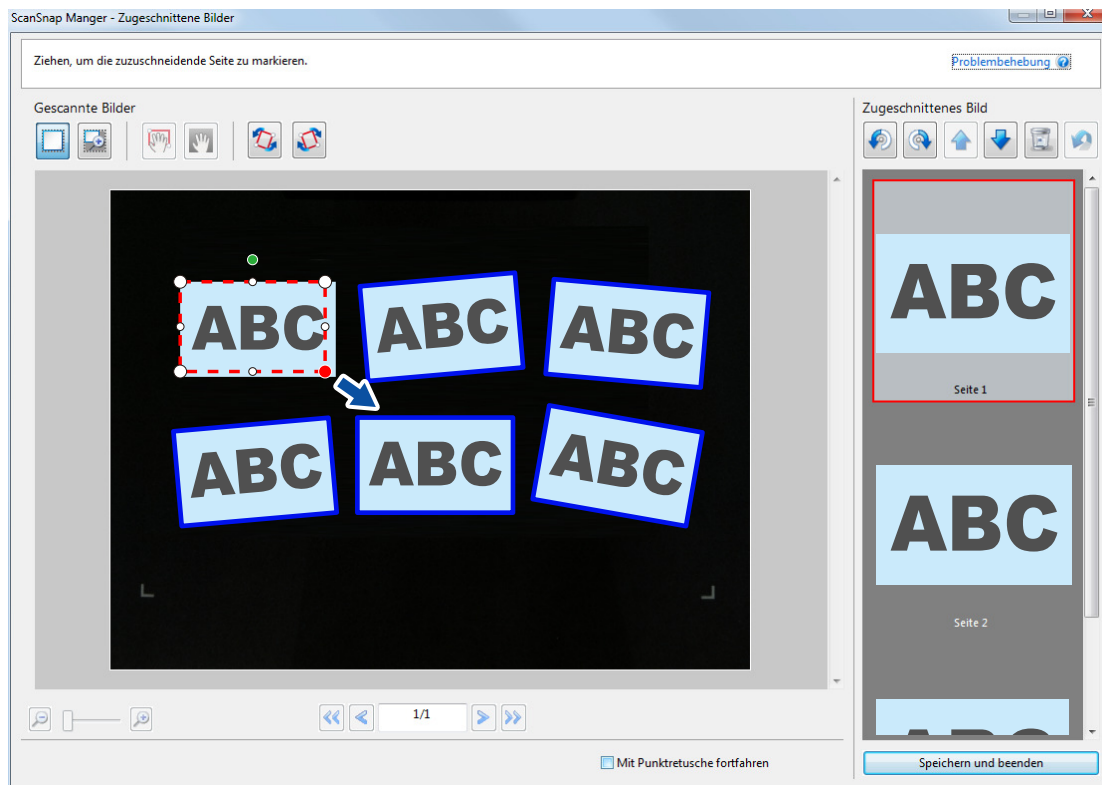 ScanSnap Manger - Zugeschnittene Bilder
Ziehen, um die zuzuschneidende Seite zu markieren.
Problembehebung
Gescannte Bilder
Zugeschnittenes Bild
ABC ABC ABC
ABC ABC ABC
ABC
Seite 1
ABC
Seite 2
1/1
Mit Punktretusche fortfahren
Speichern und beenden